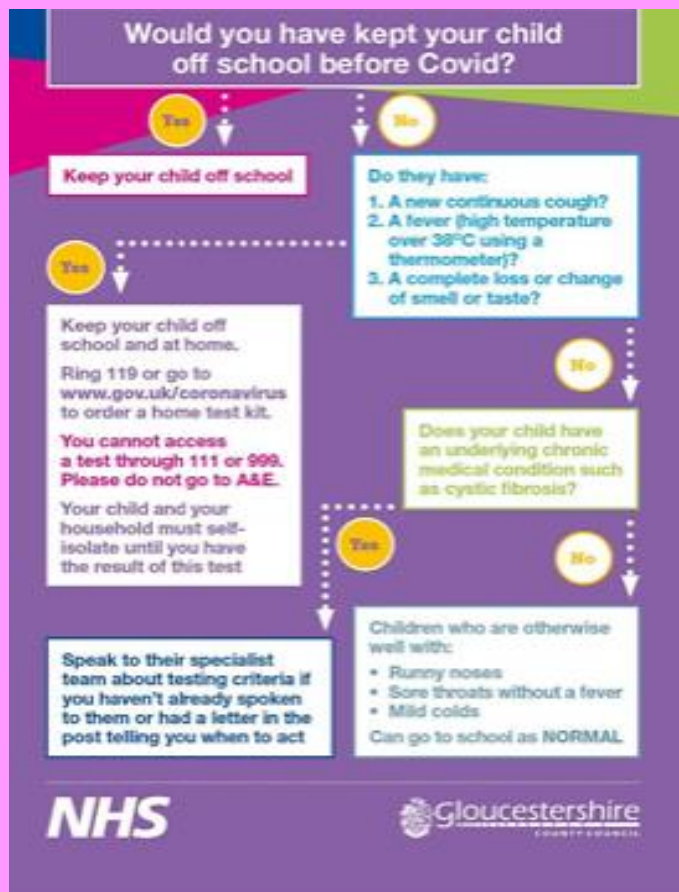 Would you have kept your child
off school before Covid?
Yes
No
Keep your child off school
Do they have:
1. A new continuous cough?
2. A fever (high temperature
over 38ºC using a
thermometer)?
3. A complete loss or change
of smell or taste?
Yes
Keep your child off
school and at home.
Ring 119 or go to
www.gov.uk/coronavirus
to order a home test kit.
You cannot access
a test through 111 or 999.
Please do not go to A&E.
Your child and your
household must self-
isolate until you have
the result of this test
No
Does your child have
an underlying chronic
medical condition such
as cystic fibrosis?
Yes
No
Speak to their specialist
team about testing criteria if
you haven't already spoken
to them or had a letter in the
post telling you when to act
Children who are otherwise
well with:
• Runny noses
• Sore throats without a fever
• Mild colds
Can go to school as NORMAL
NHS
Gloucestershire
COUNTY COUNCIL